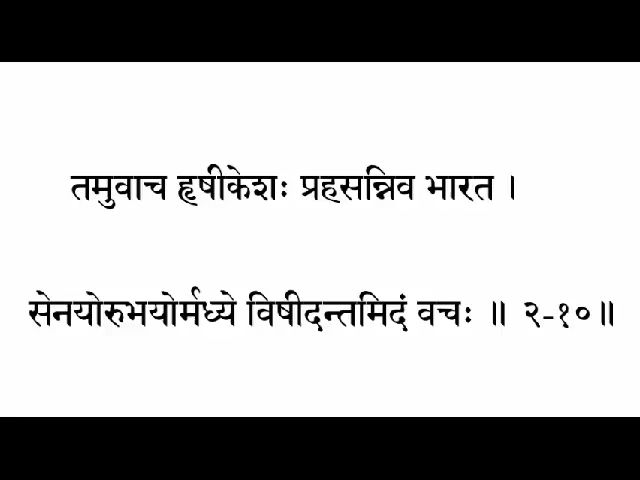 तमुवाच हृषीकेशः प्रहसन्निव भारत ।
सेनयोरुभयोर्मध्ये विषीदन्तमिदं वचः ॥ २-१०॥